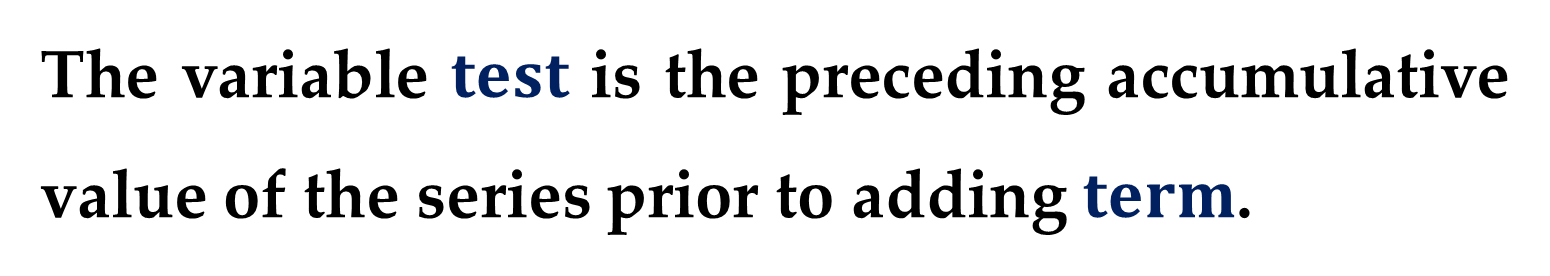 The variable test is the preceding accumulative
value of the series prior to adding term.